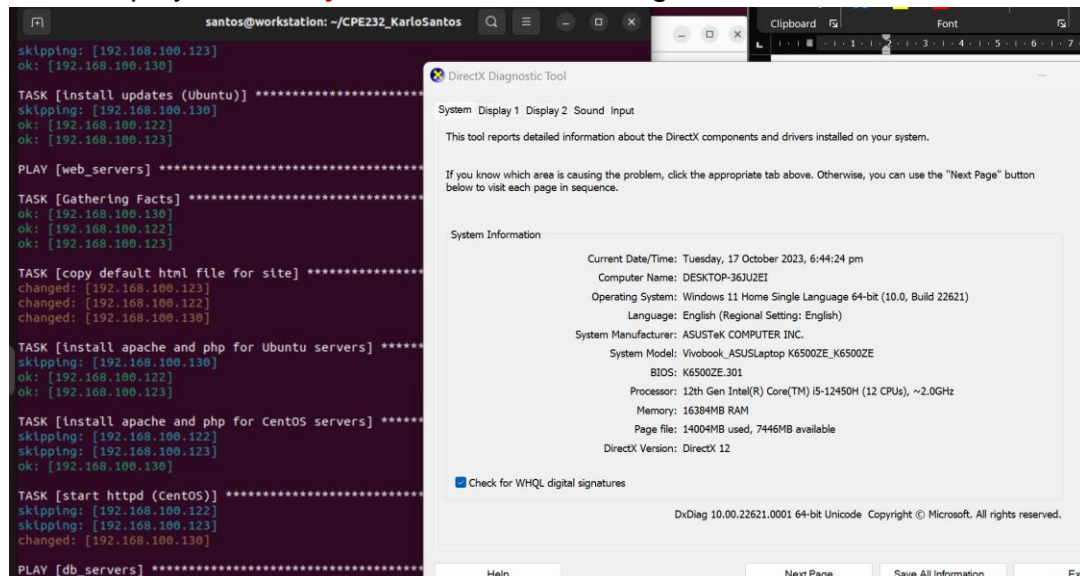 santos@workstation: ~/CPE232_KarloSantos
skipping: [192.168.100.123]
ok: [192.168.100.130]
TASK [install updates (Ubuntu)] ************************
skipping: [192.168.100.130]
ok: [192.168.100.122]
ok: [192.168.100.123]
PLAY [web_servers] *************************************
TASK [Gathering Facts] *********************************
ok: [192.168.100.130]
ok: [192.168.100.122]
ok: [192.168.100.123]
TASK [copy default html file for site] *****************
changed: [192.168.100.123]
changed: [192.168.100.122]
changed: [192.168.100.130]
TASK [install apache and php for Ubuntu servers] ******
skipping: [192.168.100.130]
ok: [192.168.100.122]
ok: [192.168.100.123]
TASK [install apache and php for CentOS servers] ******
skipping: [192.168.100.122]
skipping: [192.168.100.123]
ok: [192.168.100.130]
TASK [start httpd (CentOS)] ****************************
skipping: [192.168.100.122]
skipping: [192.168.100.123]
changed: [192.168.100.130]
PLAY [db_servers] **************************************
Clipboard Font
1 2 3 4 5 6 7
DirectX Diagnostic Tool
System Display 1 Display 2 Sound Input
This tool reports detailed information about the DirectX components and drivers installed on your system.
If you know which area is causing the problem, click the appropriate tab above. Otherwise, you can use the "Next Page" button
below to visit each page in sequence.
System Information
Current Date/Time: Tuesday, 17 October 2023, 6:44:24 pm
Computer Name: DESKTOP-36JU2EI
Operating System: Windows 11 Home Single Language 64-bit (10.0, Build 22621)
Language: English (Regional Setting: English)
System Manufacturer: ASUSTeK COMPUTER INC.
System Model: Vivobook_ASUSLaptop K6500ZE_K6500ZE
BIOS: K6500ZE.301
Processor: 12th Gen Intel(R) Core(TM) i5-12450H (12 CPUs), ~2.0GHz
Memory: 16384MB RAM
Page file: 14004MB used, 7446MB available
DirectX Version: DirectX 12
Check for WHQL digital signatures
DxDiag 10.00.22621.0001 64-bit Unicode Copyright © Microsoft. All rights reserved.
Help Next Page Save All Information